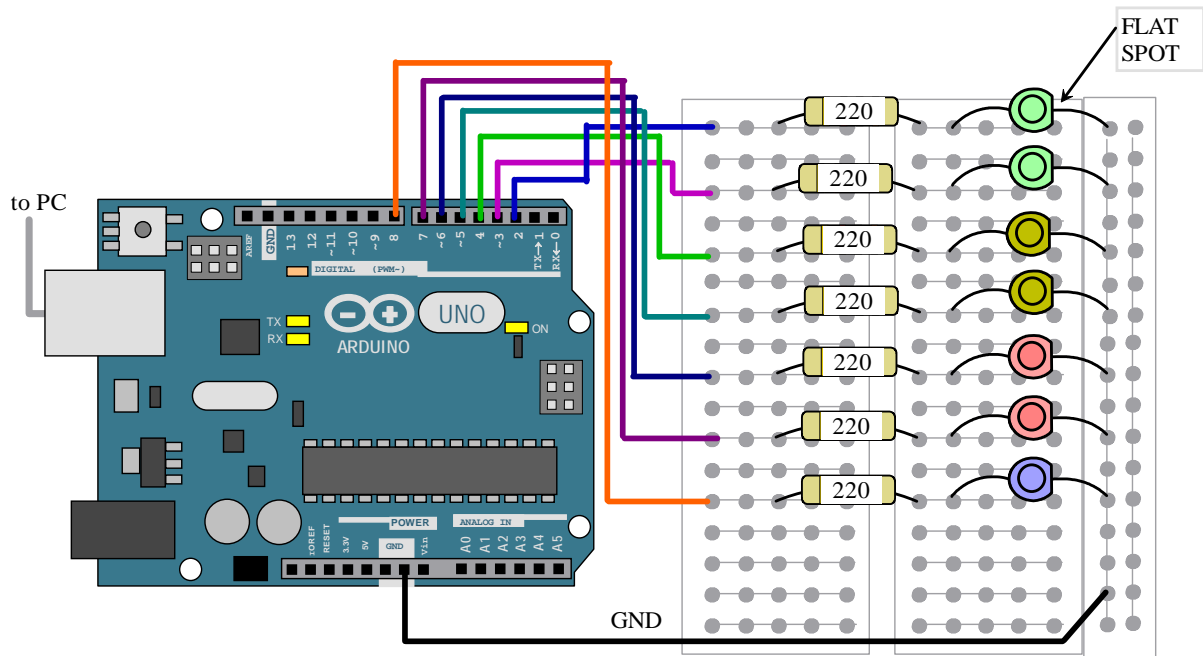 FLAT
SPOT
220
220
220
220
220
220
220
to PC
AREF
GND
13
12
~11
~10
~9
8
7
~6
~5
4
~3
2
TX→1
RX←0
DIGITAL (PWM~)
TX
RX
ARDUINO
UNO
ON
POWER
ANALOG IN
IOREF
RESET
3.3V
5V
GND
Vin
A0
A1
A2
A3
A4
A5
GND